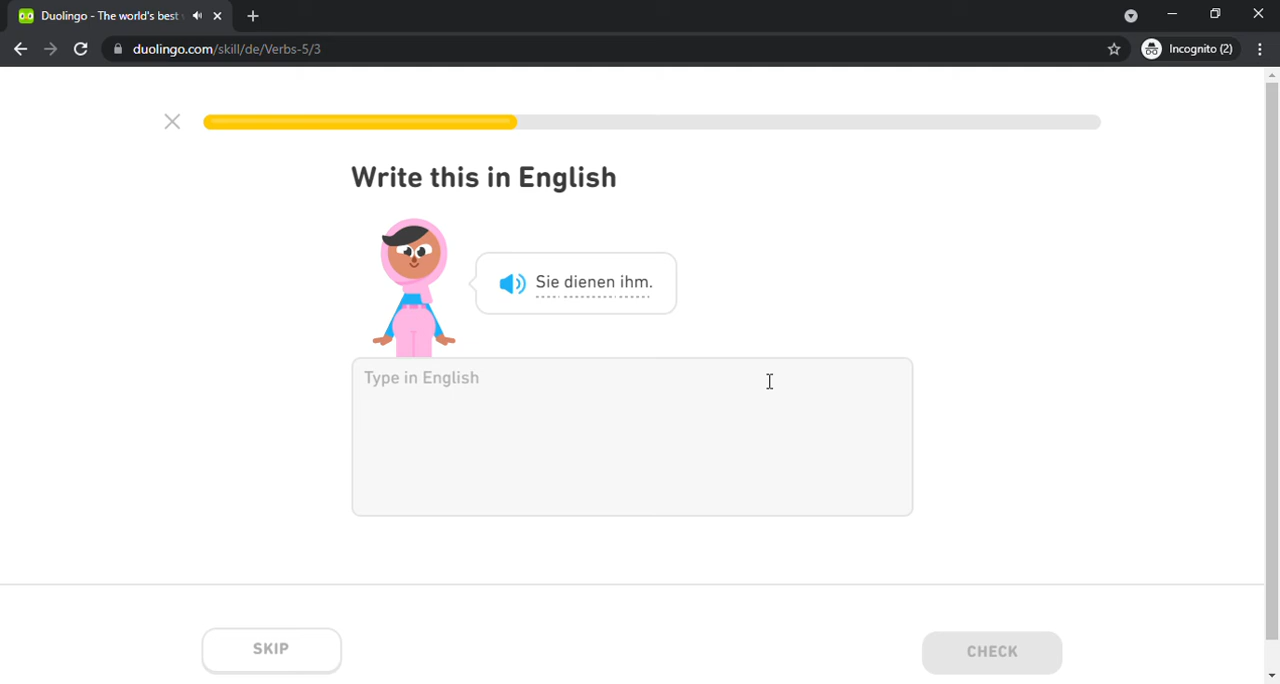 Duolingo - The world's best
duolingo.com/skill/de/Verbs-5/3
Incognito (2)
Write this in English
Sie dienen ihm.
Type in English
SKIP
CHECK